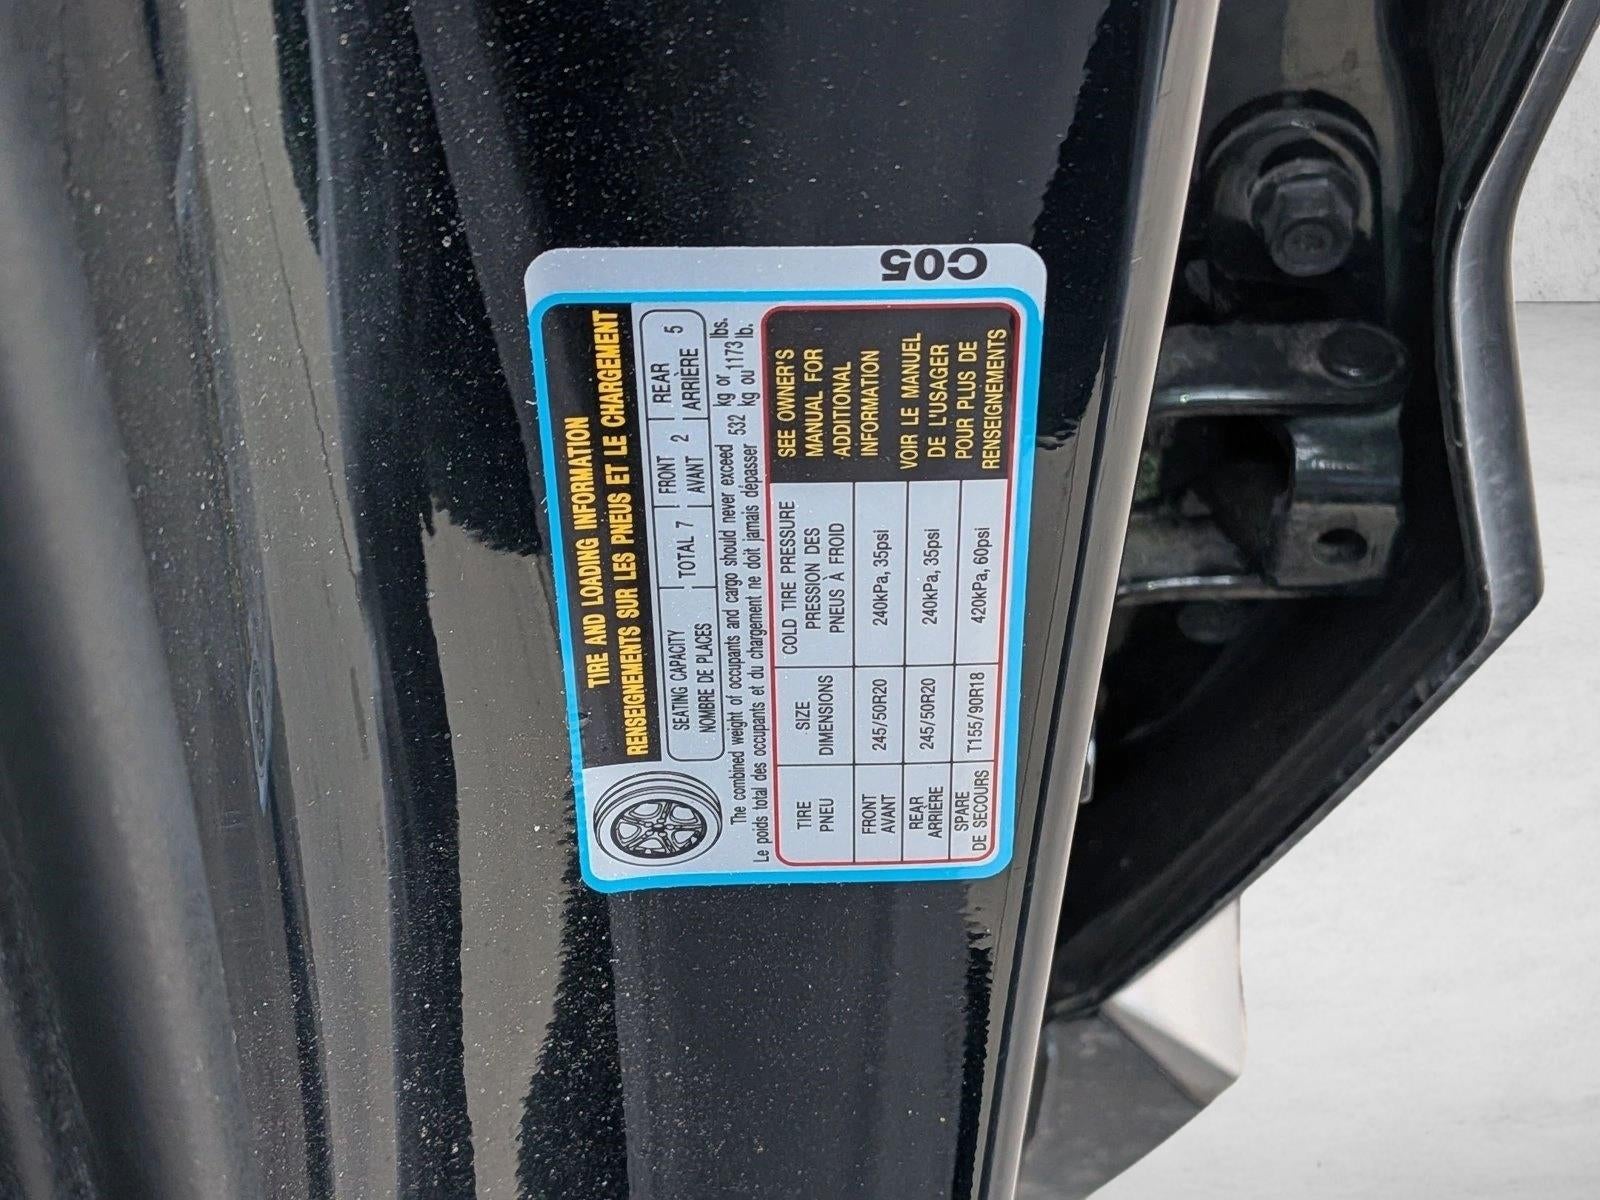 C05
TIRE AND LOADING INFORMATION
RENSEIGNEMENTS SUR LES PNEUS ET LE CHARGEMENT
SEATING CAPACITY TOTAL 7 FRONT 2 REAR 5
NOMBRE DE PLACES AVANT ARRIÈRE
The combined weight of occupants and cargo should never exceed 532 kg or 1173 lbs.
Le poids total des occupants et du chargement ne doit jamais dépasser kg ou lb.
TIRE SIZE COLD TIRE PRESSURE
PNEU DIMENSIONS PRESSION DES
PNEUS À FROID
FRONT 245/50R20 240kPa, 35psi
AVANT
REAR 245/50R20 240kPa, 35psi
ARRIÈRE
SPARE T155/90R18 420kPa, 60psi
DE SECOURS
SEE OWNER'S
MANUAL FOR
ADDITIONAL
INFORMATION
VOIR LE MANUEL
DE L'USAGER
POUR PLUS DE
RENSEIGNEMENTS